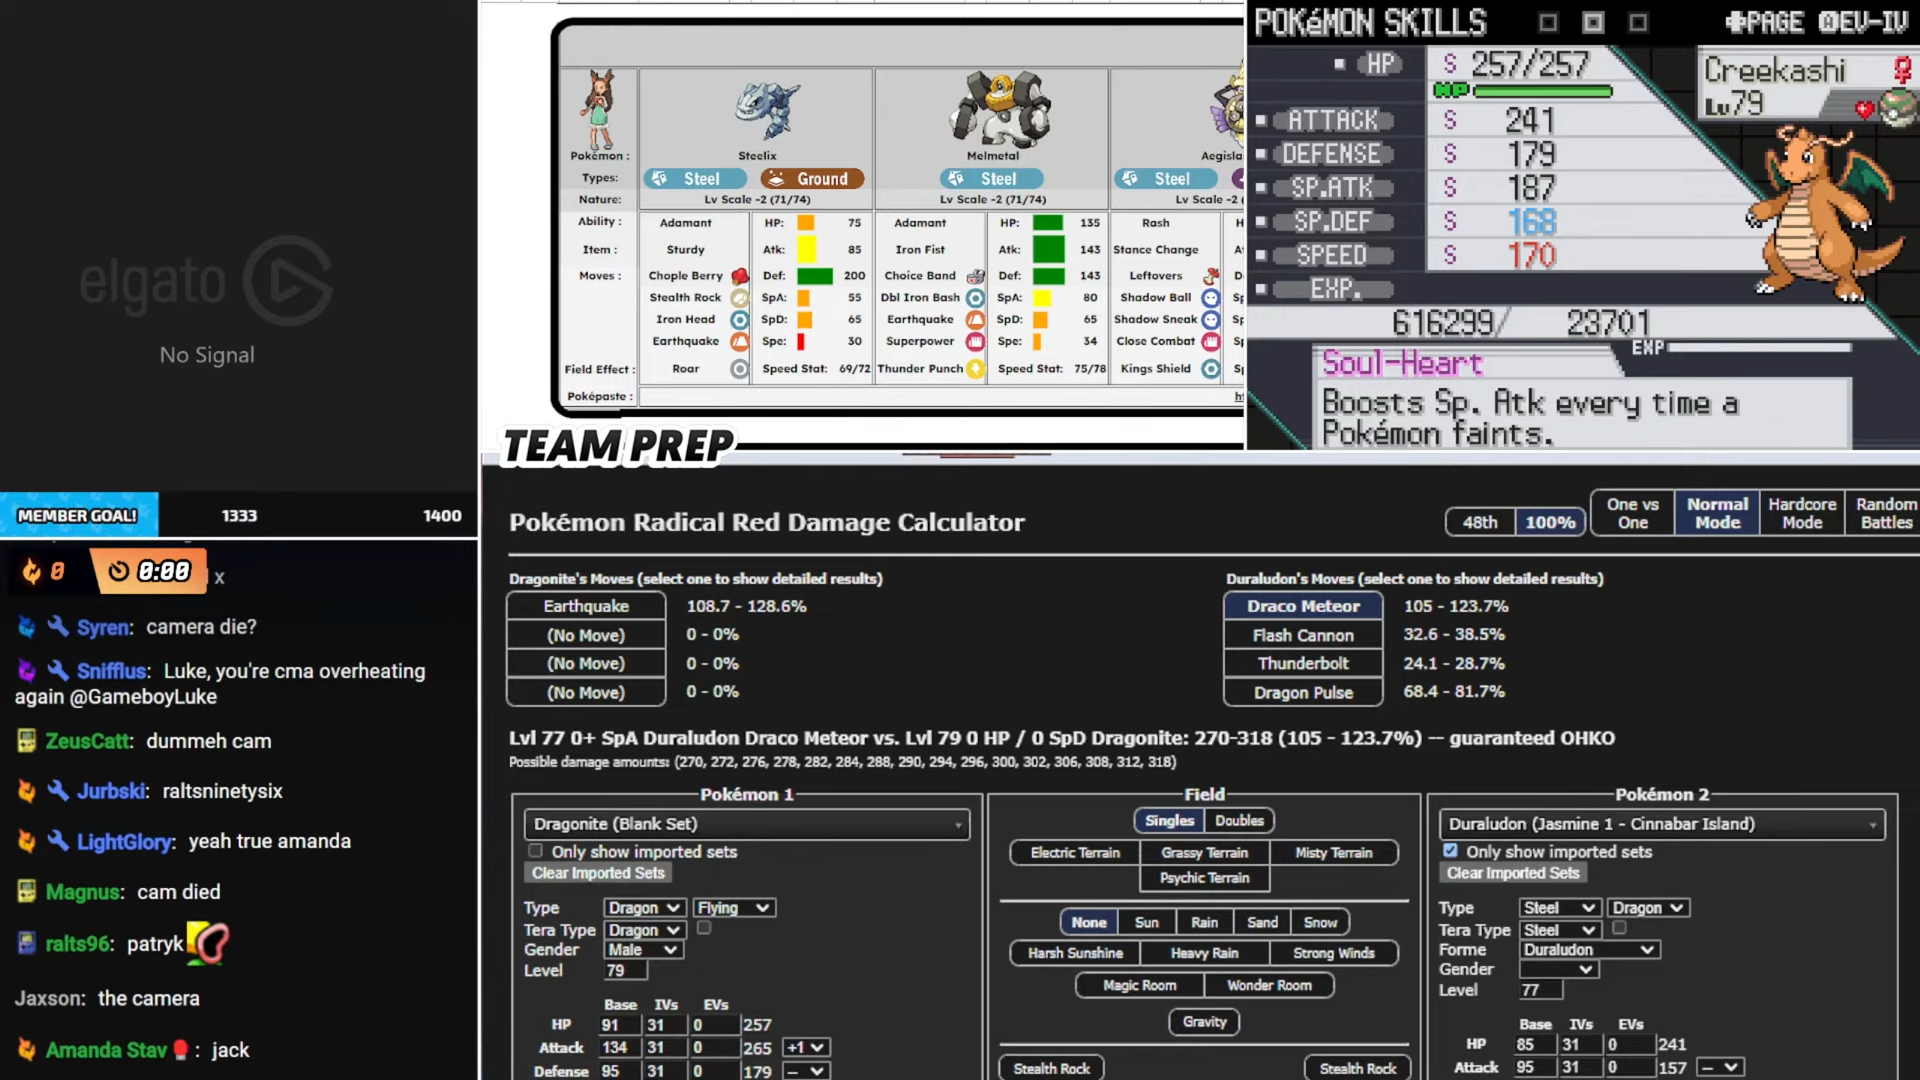 elgato
No Signal
MEMBER GOAL! 1333 1400
0 0:00 x
Syren: camera die?
Snifflus: Luke, you're cma overheating
again @GameboyLuke
ZeusCatt: dummeh cam
Jurbski: raltsninetysix
LightGlory: yeah true amanda
Magnus: cam died
ralts96: patryk
Jaxson: the camera
Amanda Stav: jack
Pokémon : Steelix Melmetal Aegisla
Types: Steel Ground Steel Steel
Nature: Lv Scale -2 (71/74) Lv Scale -2 (71/74) Lv Scale -2
Ability : Adamant HP: 75 Adamant HP: 135 Rash
Item : Sturdy Atk: 85 Iron Fist Atk: 143 Stance Change
Moves : Chople Berry Def: 200 Choice Band Def: 143 Leftovers
Stealth Rock SpA: 55 Dbl Iron Bash SpA: 80 Shadow Ball
Iron Head SpD: 65 Earthquake SpD: 65 Shadow Sneak
Earthquake Spe: 30 Superpower Spe: 34 Close Combat
Field Effect : Roar Speed Stat: 69/72 Thunder Punch Speed Stat: 75/78 Kings Shield
Poképaste :
TEAM PREP
POKéMON SKILLS PAGE EV-IV
HP S 257/257
HP
Creekashi ♀
Lv79
ATTACK S 241
DEFENSE S 179
SP.ATK S 187
SP.DEF S 168
SPEED S 170
EXP.
616299/ 23701
EXP
Soul-Heart
Boosts Sp. Atk every time a
Pokémon faints.
Pokémon Radical Red Damage Calculator
48th 100% One vs One Normal Mode Hardcore Mode Random Battles
Dragonite's Moves (select one to show detailed results)
Earthquake 108.7 - 128.6%
(No Move) 0 - 0%
(No Move) 0 - 0%
(No Move) 0 - 0%
Duraludon's Moves (select one to show detailed results)
Draco Meteor 105 - 123.7%
Flash Cannon 32.6 - 38.5%
Thunderbolt 24.1 - 28.7%
Dragon Pulse 68.4 - 81.7%
Lvl 77 0+ SpA Duraludon Draco Meteor vs. Lvl 79 0 HP / 0 SpD Dragonite: 270-318 (105 - 123.7%) -- guaranteed OHKO
Possible damage amounts: (270, 272, 276, 278, 282, 284, 288, 290, 294, 296, 300, 302, 306, 308, 312, 318)
Pokémon 1
Dragonite (Blank Set)
Only show imported sets
Clear Imported Sets
Type Dragon Flying
Tera Type Dragon
Gender Male
Level 79
Base IVs EVs
HP 91 31 0 257
Attack 134 31 0 265 +1
Defense 95 31 0 179 --
Field
Singles Doubles
Electric Terrain Grassy Terrain Misty Terrain
Psychic Terrain
None Sun Rain Sand Snow
Harsh Sunshine Heavy Rain Strong Winds
Magic Room Wonder Room
Gravity
Stealth Rock Stealth Rock
Pokémon 2
Duraludon (Jasmine 1 - Cinnabar Island)
Only show imported sets
Clear Imported Sets
Type Steel Dragon
Tera Type Steel
Forme Duraludon
Gender
Level 77
Base IVs EVs
HP 85 31 0 241
Attack 95 31 0 157 --